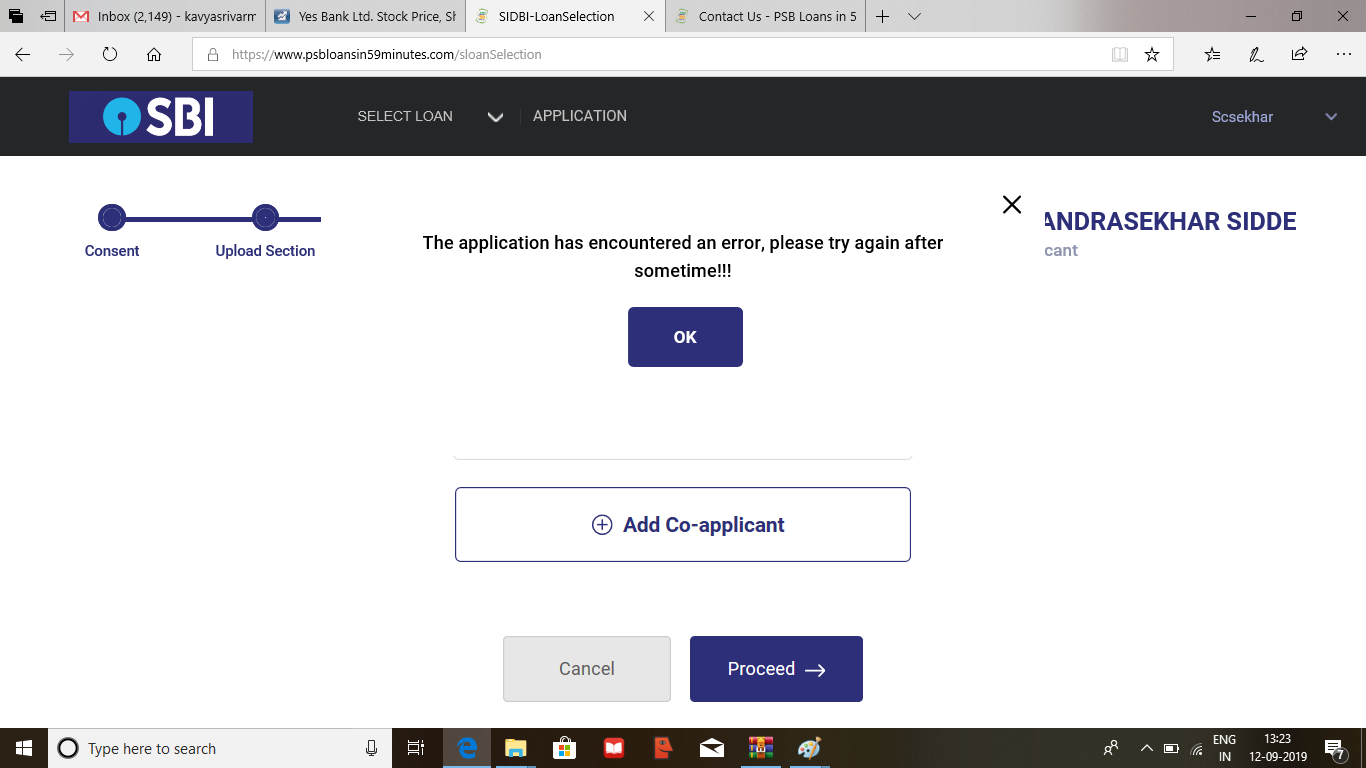 Inbox (2,149) - kavyasrivarm
Yes Bank Ltd. Stock Price, Sh
SIDBI-LoanSelection
Contact Us - PSB Loans in 5
https://www.psbloansin59minutes.com/sloanSelection
SBI
SELECT LOAN
APPLICATION
Scsekhar
Consent
Upload Section
ANDRASEKHAR SIDDE
cant
The application has encountered an error, please try again after
sometime!!!
OK
Add Co-applicant
Cancel
Proceed
Type here to search
ENG
IN
13:23
12-09-2019
7